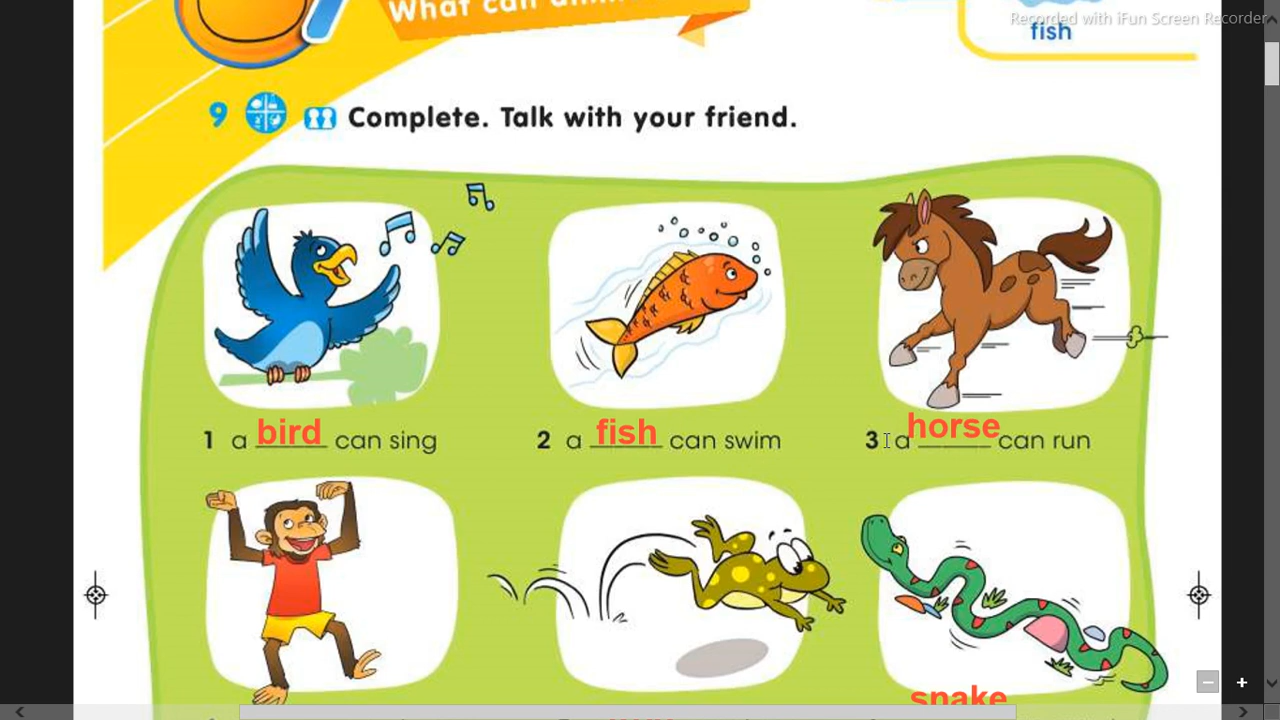 What can
Recorded with iFun Screen Recorder
fish
9 Complete. Talk with your friend.
1 a bird can sing
2 a fish can swim
3 a horse can run
snake